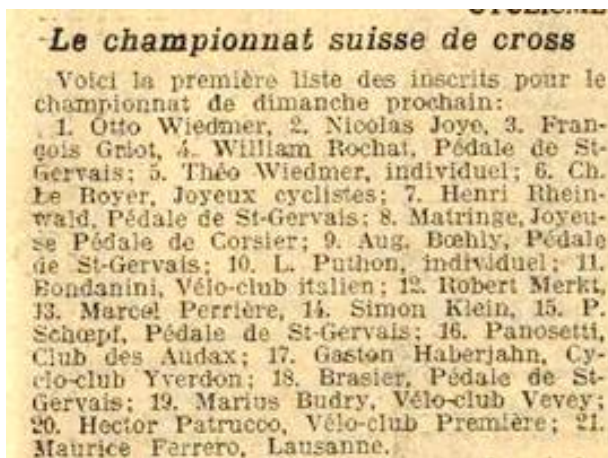 CYCLISME
Le championnat suisse de cross
Voici la première liste des inscrits pour le
championnat de dimanche prochain:
1. Otto Wiedmer, 2. Nicolas Joye, 3. Fran-
çois Griot, 4. William Rochat, Pédale de St-
Gervais; 5. Théo Wiedmer, individuel; 6. Ch.
Le Royer, Joyeux cyclistes; 7. Henri Rhein-
wald, Pédale de St-Gervais; 8. Matringe, Joyeu-
se Pédale de Corsier; 9. Aug. Bœhly, Pédale
de St-Gervais; 10. L. Puthon, individuel; 11.
Bondanini, Vélo-club italien; 12. Robert Merkt,
13. Marcel Perrière, 14. Simon Klein, 15. P.
Schœpf, Pédale de St-Gervais; 16. Panosetti,
Club des Audax; 17. Gaston Haberjahn, Cy-
clo-club Yverdon; 18. Brasier, Pédale de St-
Gervais; 19. Marius Budry, Vélo-club Vevey;
20. Hector Patrucco, Vélo-club Première; 21.
Maurice Ferrero, Lausanne.